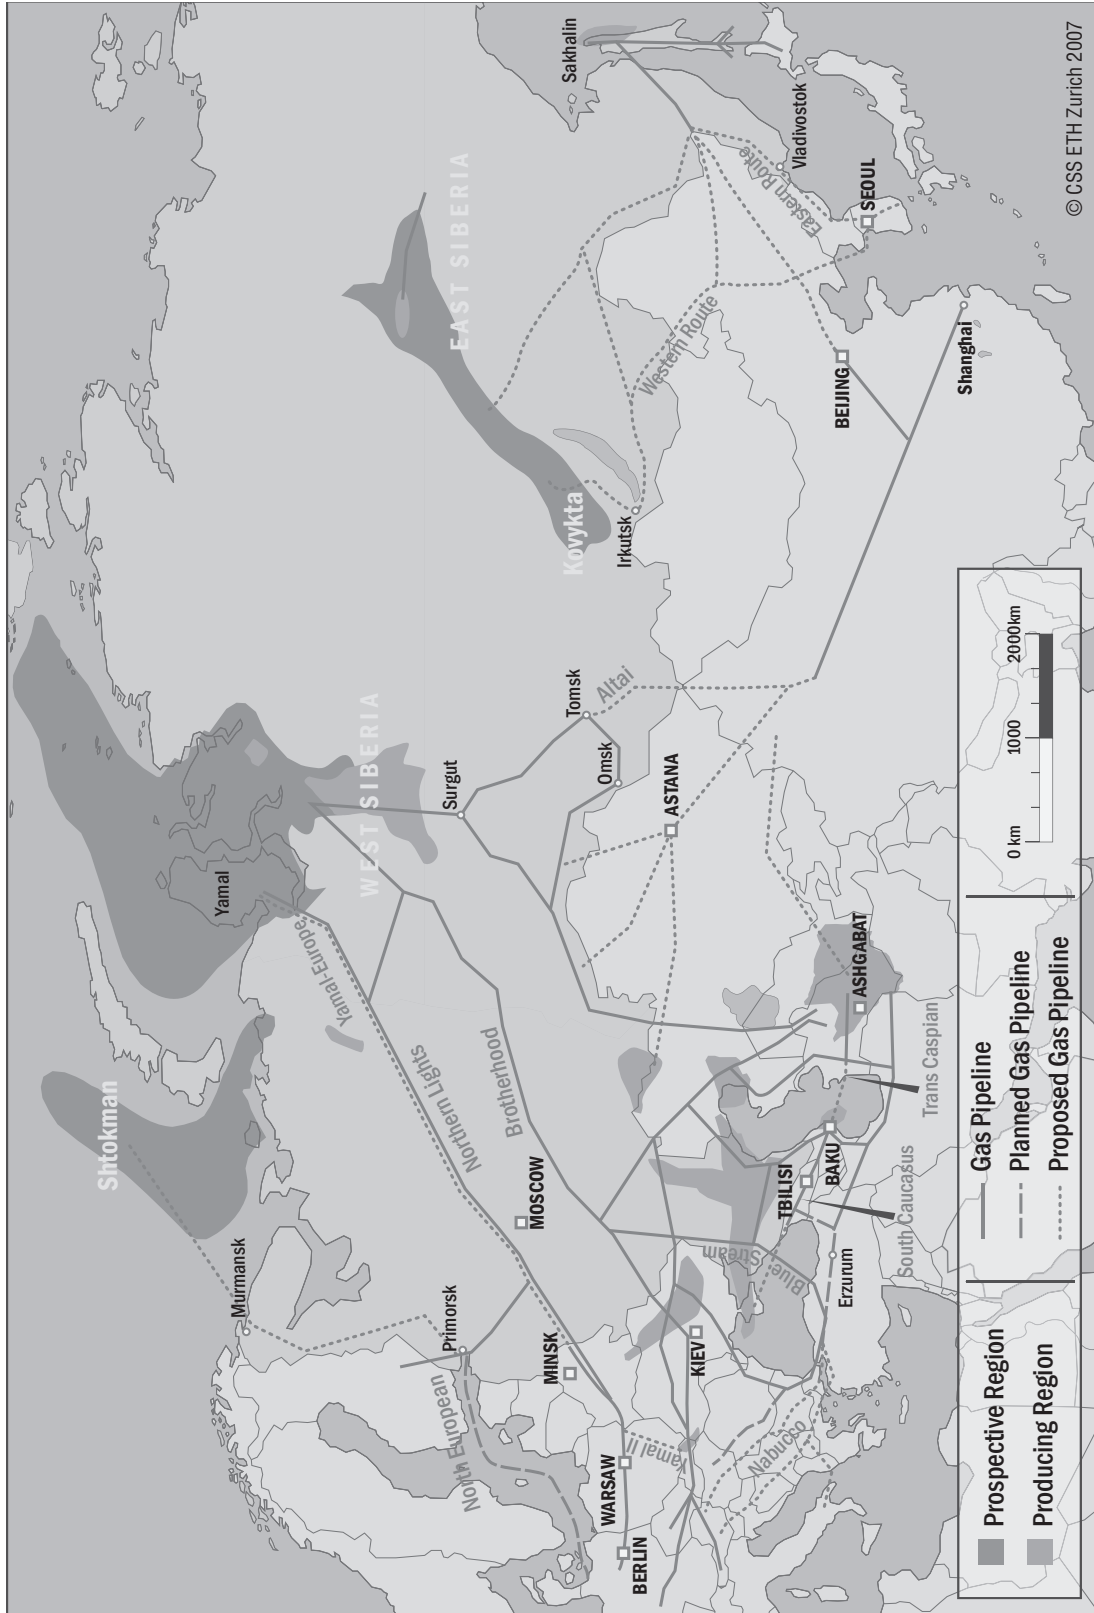 Shtokman
Murmansk
Primorsk
North European
Yamal
Yamal-Europe
Northern Lights
Brotherhood
WEST SIBERIA
Surgut
Tomsk
Omsk
Altai
ASTANA
MOSCOW
MINSK
WARSAW
BERLIN
Yamal II
KIEV
Nabucco
Blue Stream
Erzurum
TBILISI
BAKU
South Caucasus
Trans Caspian
ASHGABAT
EAST SIBERIA
Kovykta
Irkutsk
Western Route
Eastern Route
Sakhalin
Vladivostok
SEOUL
BEIJING
Shanghai
Prospective Region
Producing Region
Gas Pipeline
Planned Gas Pipeline
Proposed Gas Pipeline
0 km 1000 2000km
© CSS ETH Zurich 2007